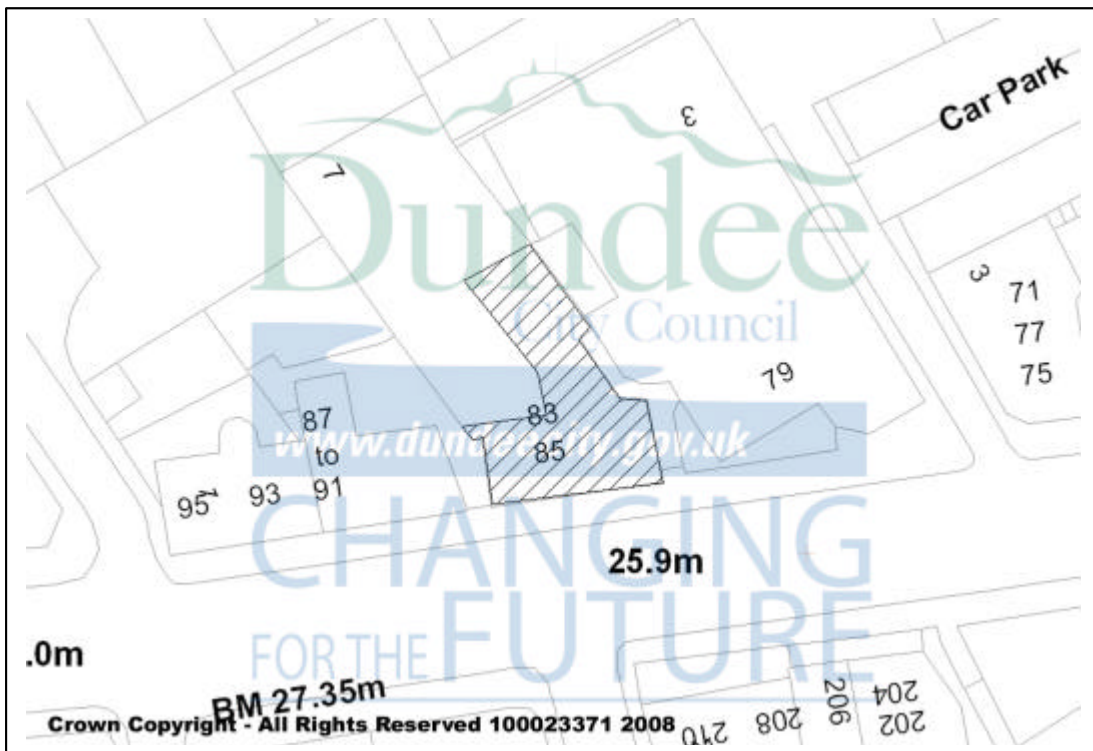 Car Park
3
7
Dundee
City Council
3
71
77
75
79
83
85
87
to
91
93
95
1
www.dundeecity.gov.uk
CHANGING
FOR THE FUTURE
25.9m
.0m
BM 27.35m
206
204
202
208
210
Crown Copyright - All Rights Reserved 100023371 2008